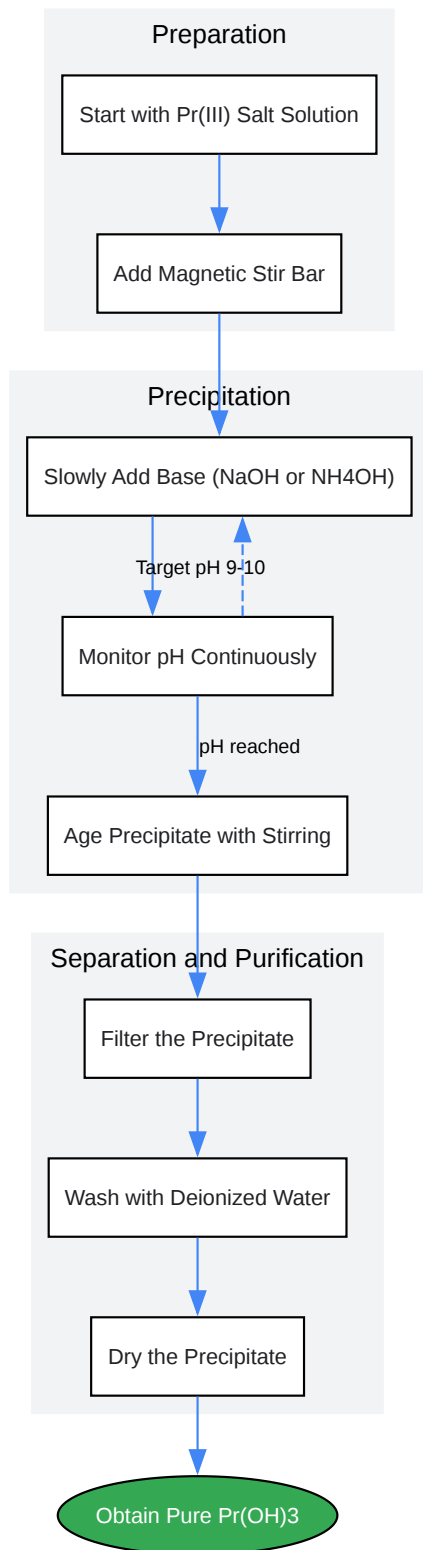 Preparation
Start with Pr(III) Salt Solution
Add Magnetic Stir Bar
Precipitation
Slowly Add Base (NaOH or NH4OH)
Target pH 9-10
Monitor pH Continuously
pH reached
Age Precipitate with Stirring
Separation and Purification
Filter the Precipitate
Wash with Deionized Water
Dry the Precipitate
Obtain Pure Pr(OH)3